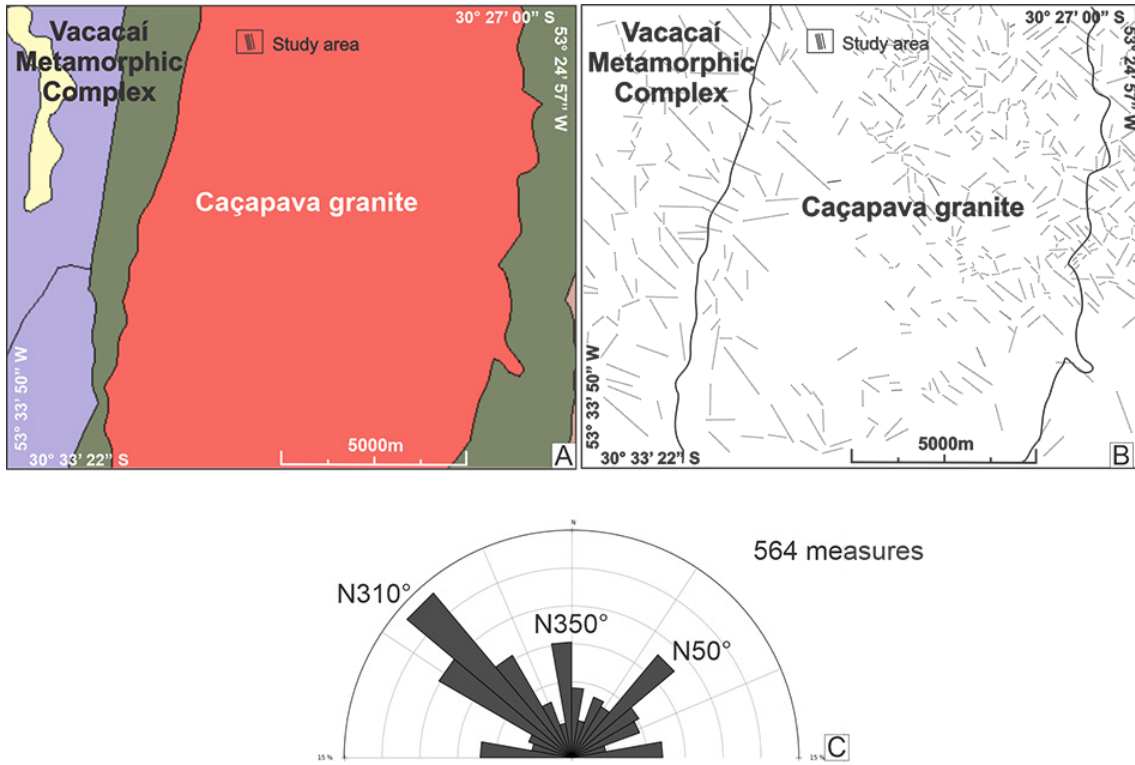 Vacacaí
Metamorphic
Complex
Study area
30° 27' 00" S
53° 24' 57" W
Caçapava granite
53° 33' 50" W
30° 33' 22" S
5000m
A
Vacacaí
Metamorphic
Complex
Study area
30° 27' 00" S
53° 24' 57" W
Caçapava granite
53° 33' 50" W
30° 33' 22" S
5000m
B
N
564 measures
N310°
N350°
N50°
15 %
15 %
C